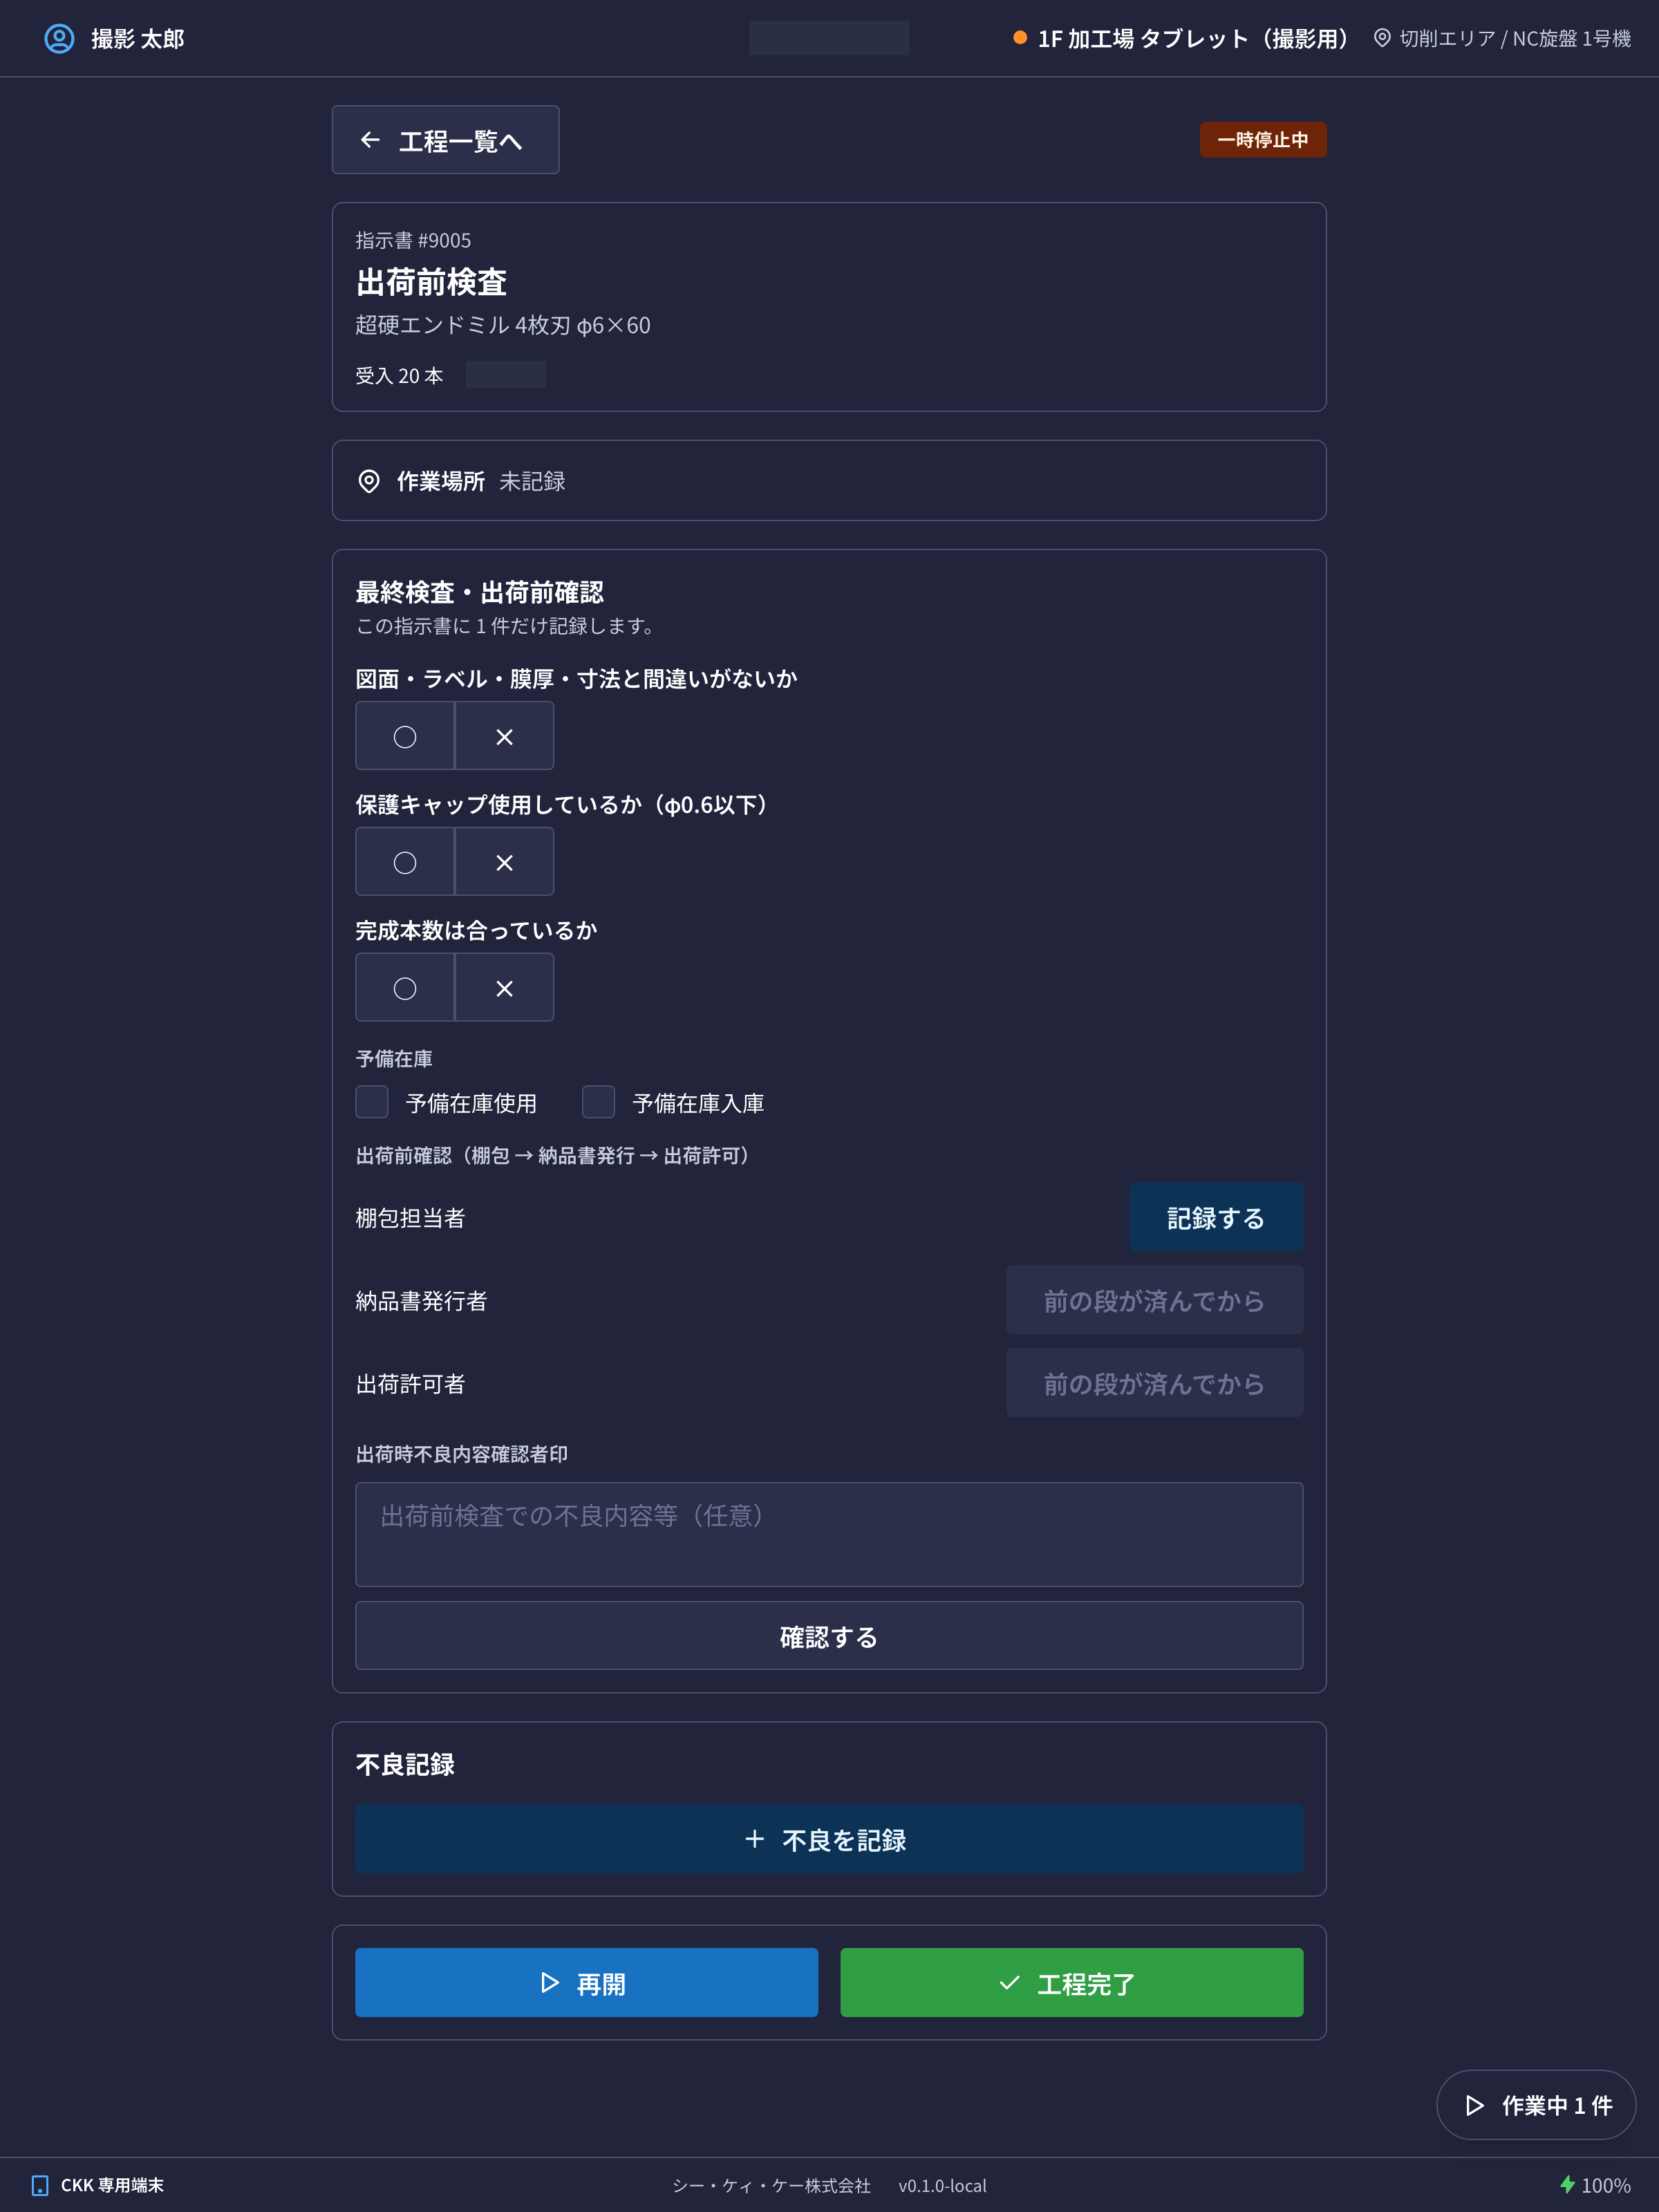 撮影 太郎
1F 加工場 タブレット（撮影用）
切削エリア / NC旋盤 1号機
工程一覧へ
一時停止中
指示書 #9005
出荷前検査
超硬エンドミル 4枚刃 φ6×60
受入 20 本
作業場所 未記録
最終検査・出荷前確認
この指示書に 1 件だけ記録します。
図面・ラベル・膜厚・寸法と間違いがないか
○ ×
保護キャップ使用しているか（φ0.6以下）
○ ×
完成本数は合っているか
○ ×
予備在庫
予備在庫使用 予備在庫入庫
出荷前確認（棚包 → 納品書発行 → 出荷許可）
棚包担当者
記録する
納品書発行者
前の段が済んでから
出荷許可者
前の段が済んでから
出荷時不良内容確認者印
出荷前検査での不良内容等（任意）
確認する
不良記録
+ 不良を記録
再開
工程完了
作業中 1 件
CKK 専用端末
シー・ケィ・ケー株式会社 v0.1.0-local
100%